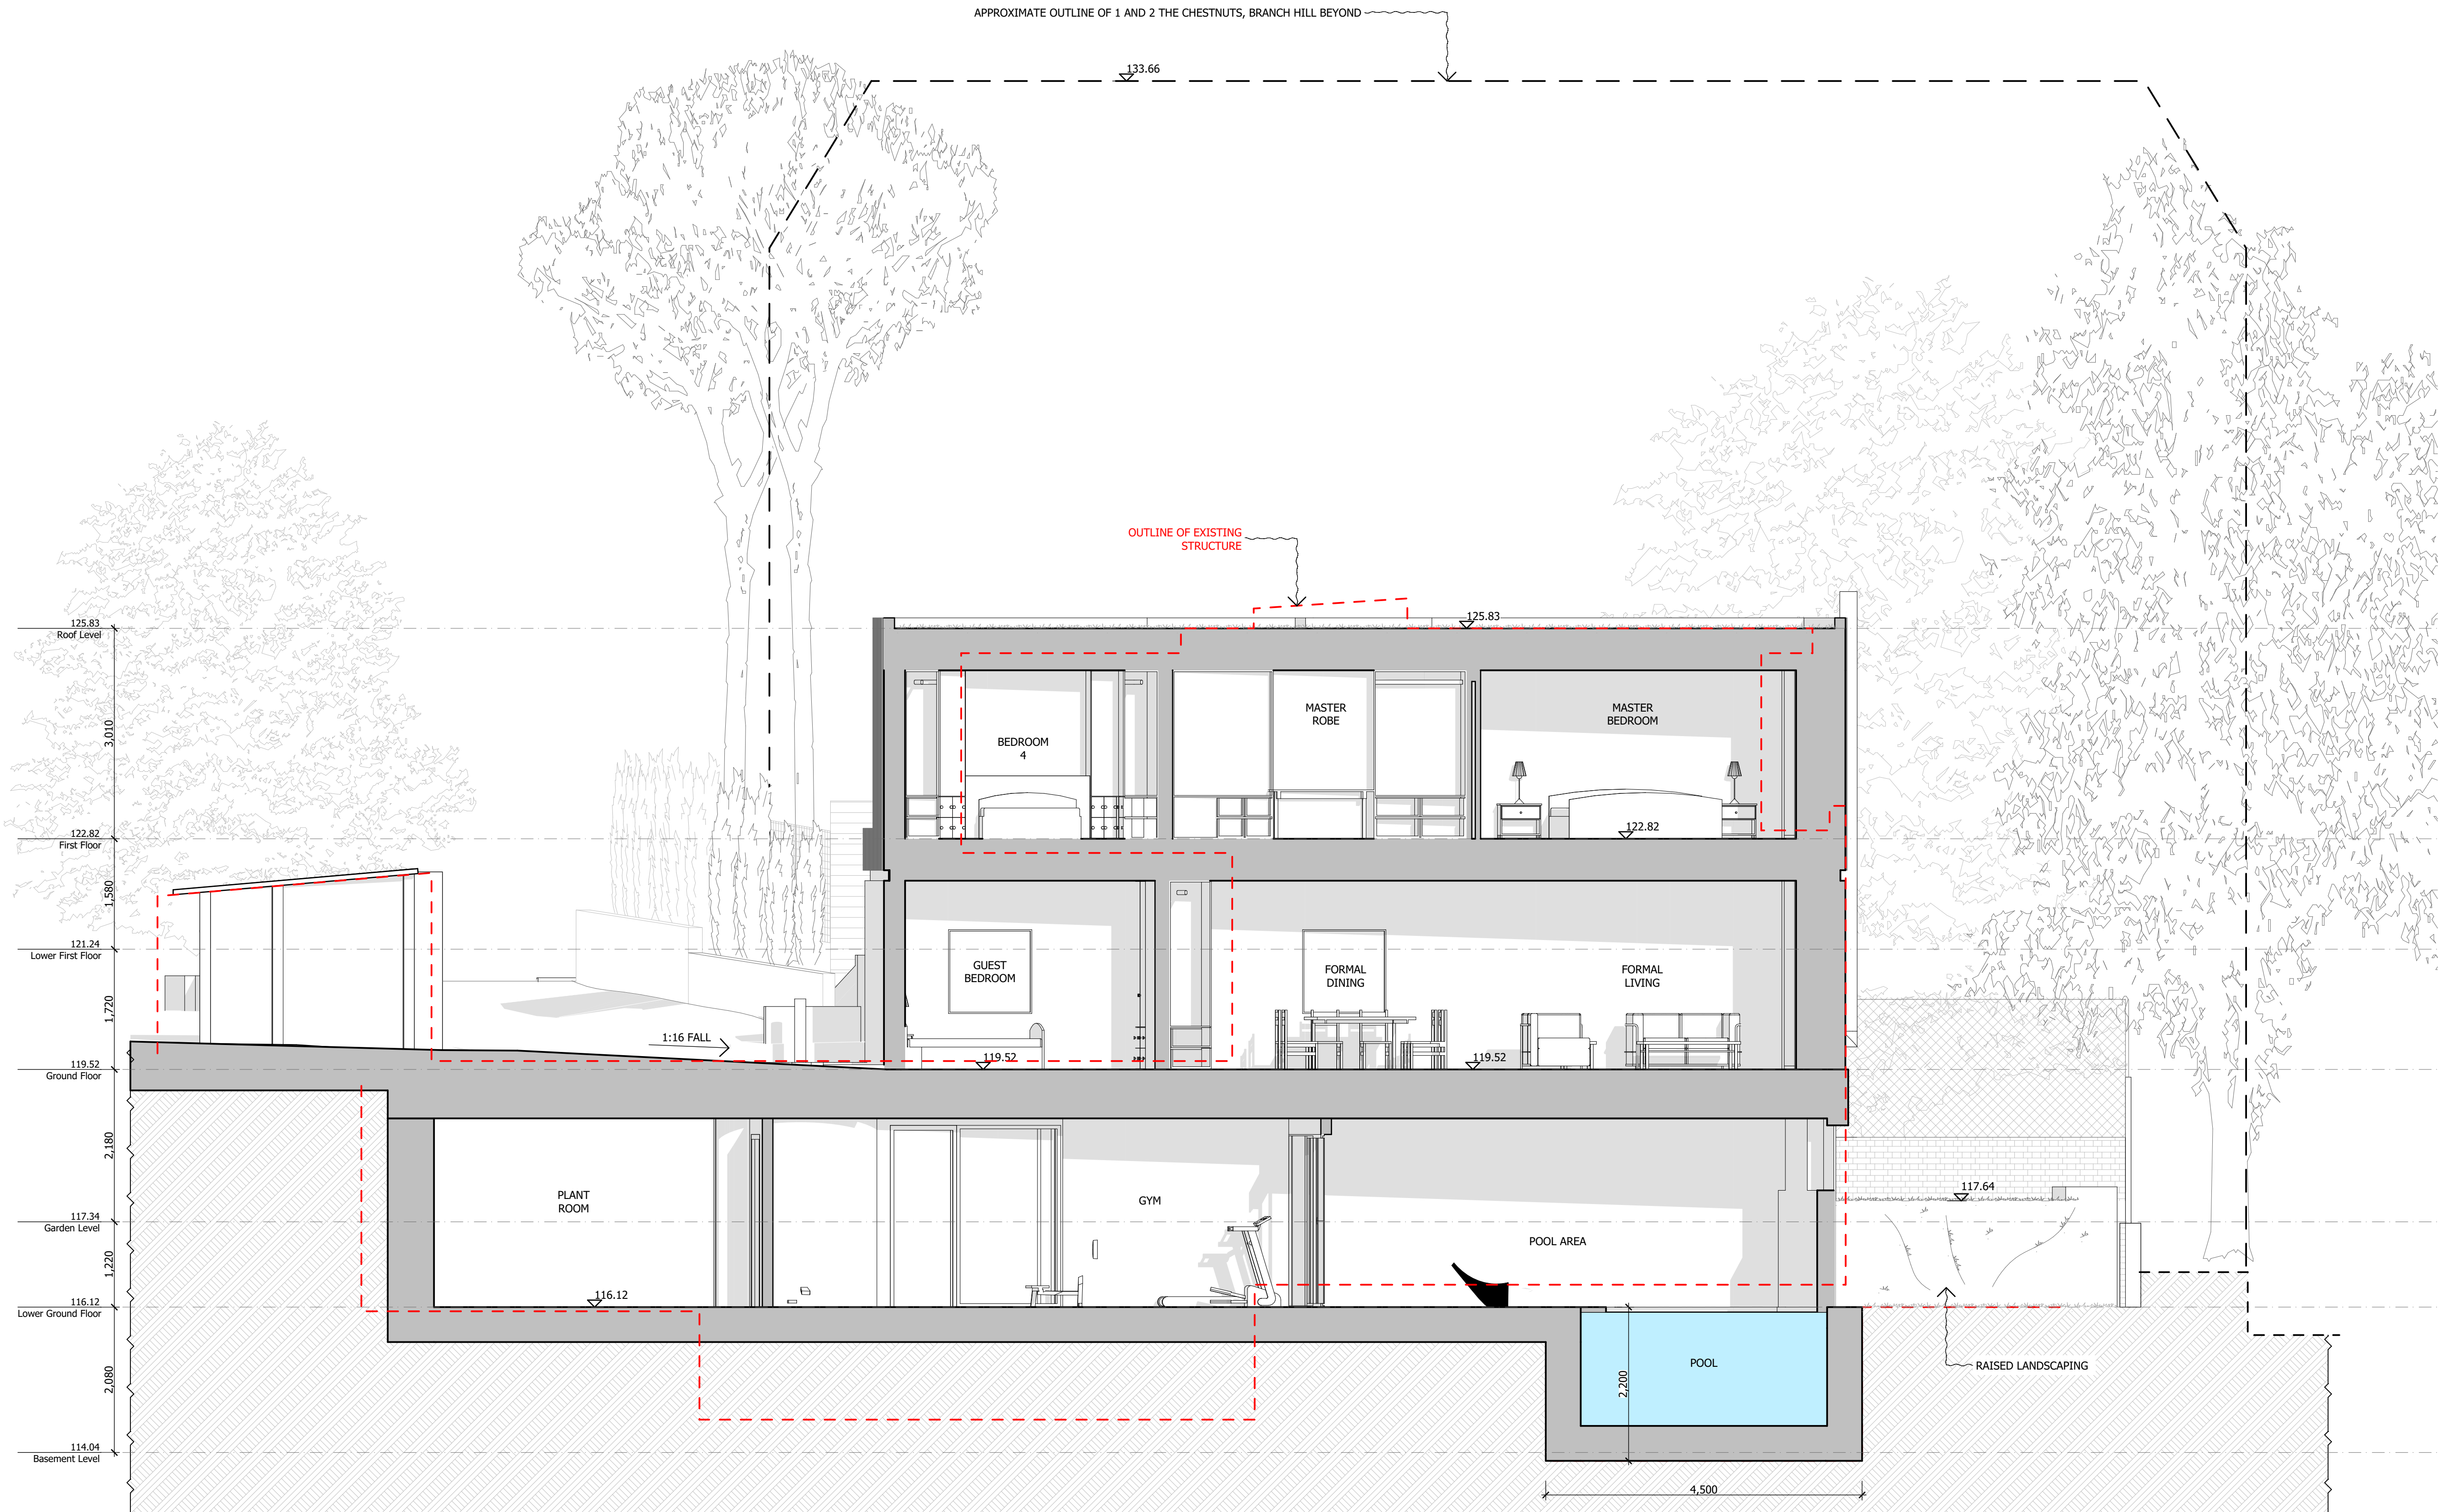 APPROXIMATE OUTLINE OF 1 AND 2 THE CHESTNUTS, BRANCH HILL BEYOND
133.66
OUTLINE OF EXISTING
STRUCTURE
125.83
Roof Level
125.83
3,010
MASTER
ROBE
MASTER
BEDROOM
BEDROOM
4
122.82
First Floor
122.82
1,580
121.24
Lower First Floor
GUEST
BEDROOM
FORMAL
DINING
FORMAL
LIVING
1,720
1:16 FALL
119.52
Ground Floor
119.52
119.52
2,180
PLANT
ROOM
GYM
117.64
117.34
Garden Level
POOL AREA
1,220
116.12
Lower Ground Floor
116.12
2,080
2,200
POOL
RAISED LANDSCAPING
114.04
Basement Level
4,500